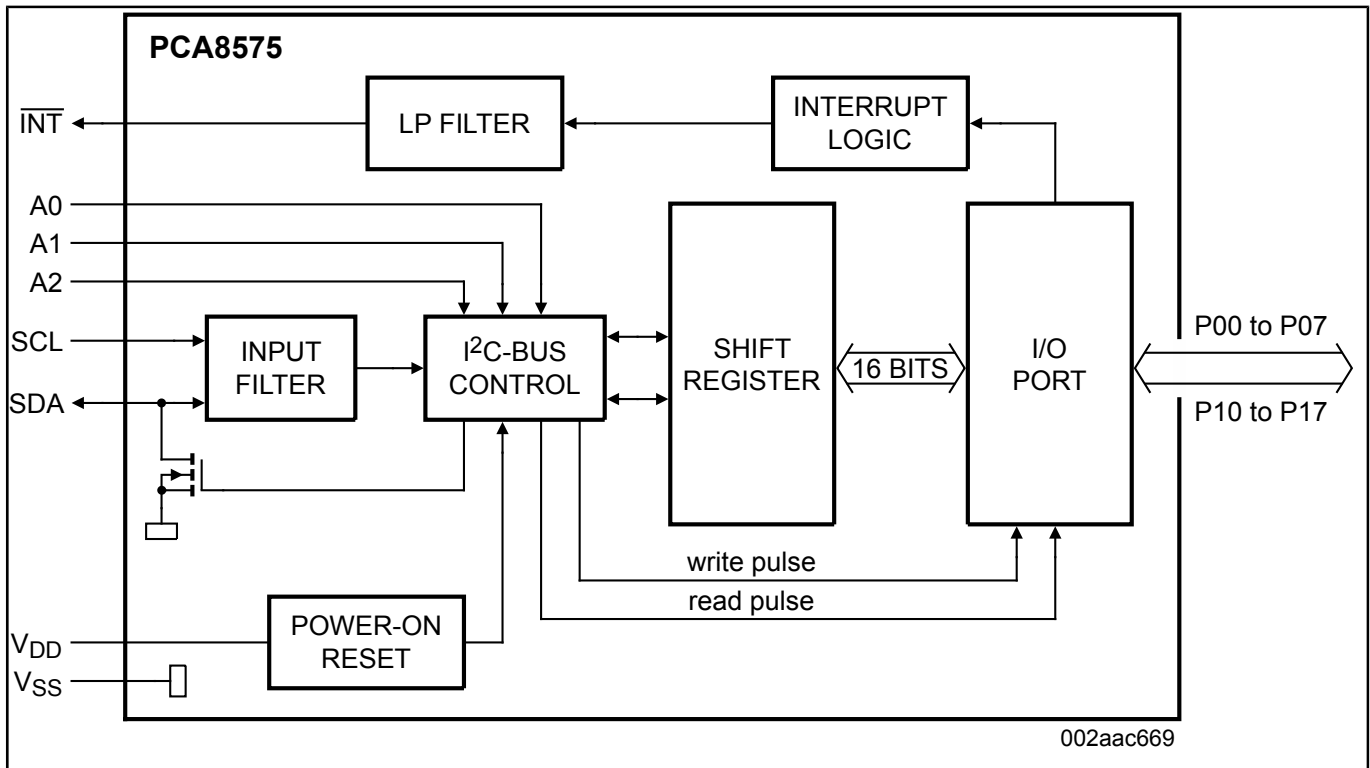 PCA8575
INT
LP FILTER
INTERRUPT
LOGIC
A0
A1
A2
SCL
SDA
INPUT
FILTER
I²C-BUS
CONTROL
SHIFT
REGISTER
16 BITS
I/O
PORT
P00 to P07
P10 to P17
write pulse
read pulse
POWER-ON
RESET
VDD
VSS
002aac669